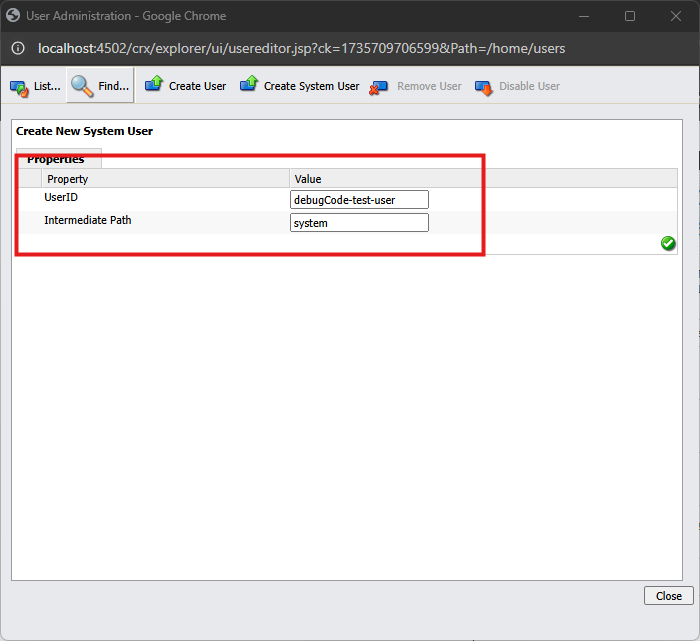 User Administration - Google Chrome
localhost:4502/crx/explorer/ui/usereditor.jsp?ck=1735709706599&Path=/home/users
List... Find... Create User Create System User Remove User Disable User
Create New System User
Properties
Property Value
UserID debugCode-test-user
Intermediate Path system
Close